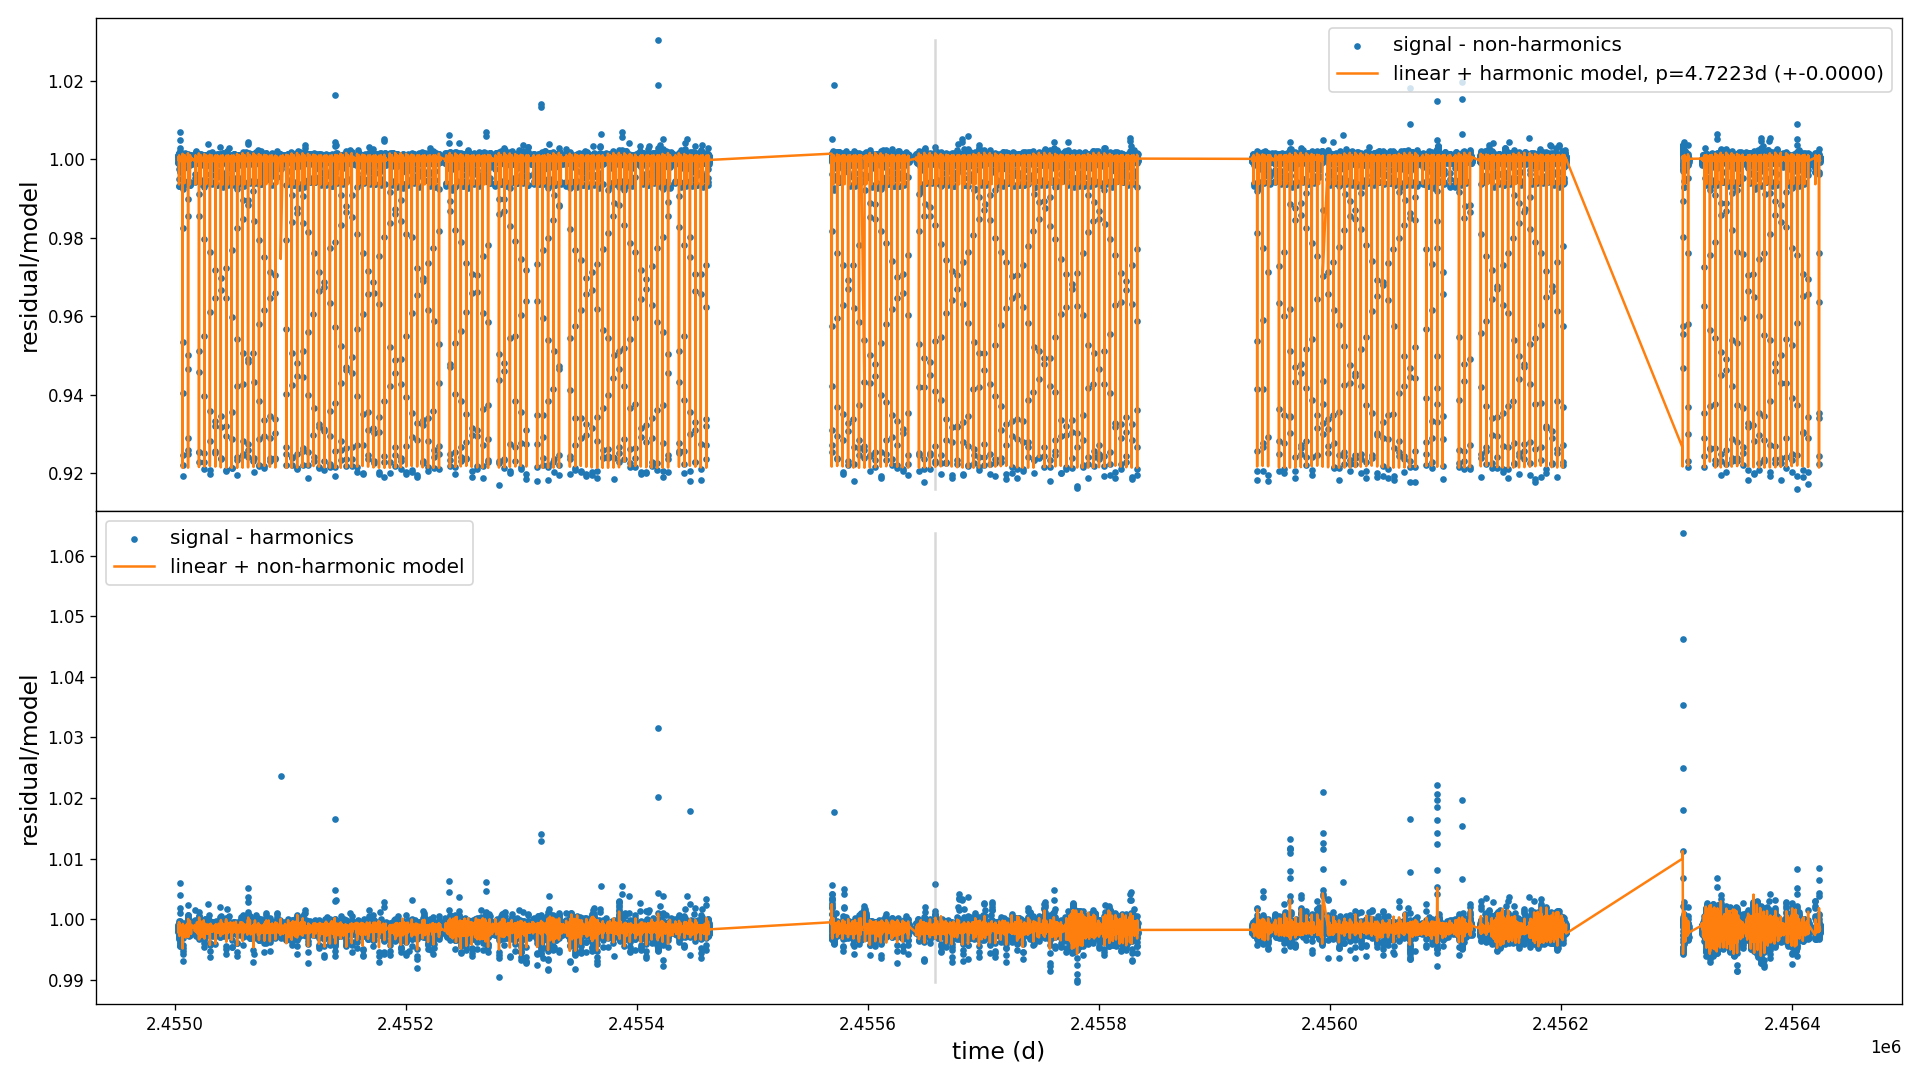 signal - non-harmonics
linear + harmonic model, p=4.7223d (+-0.0000)
1.02
1.00
0.98
0.96
0.94
0.92
residual/model
signal - harmonics
linear + non-harmonic model
1.06
1.05
1.04
1.03
1.02
1.01
1.00
0.99
residual/model
2.4550
2.4552
2.4554
2.4556
2.4558
2.4560
2.4562
2.4564
1e6
time (d)